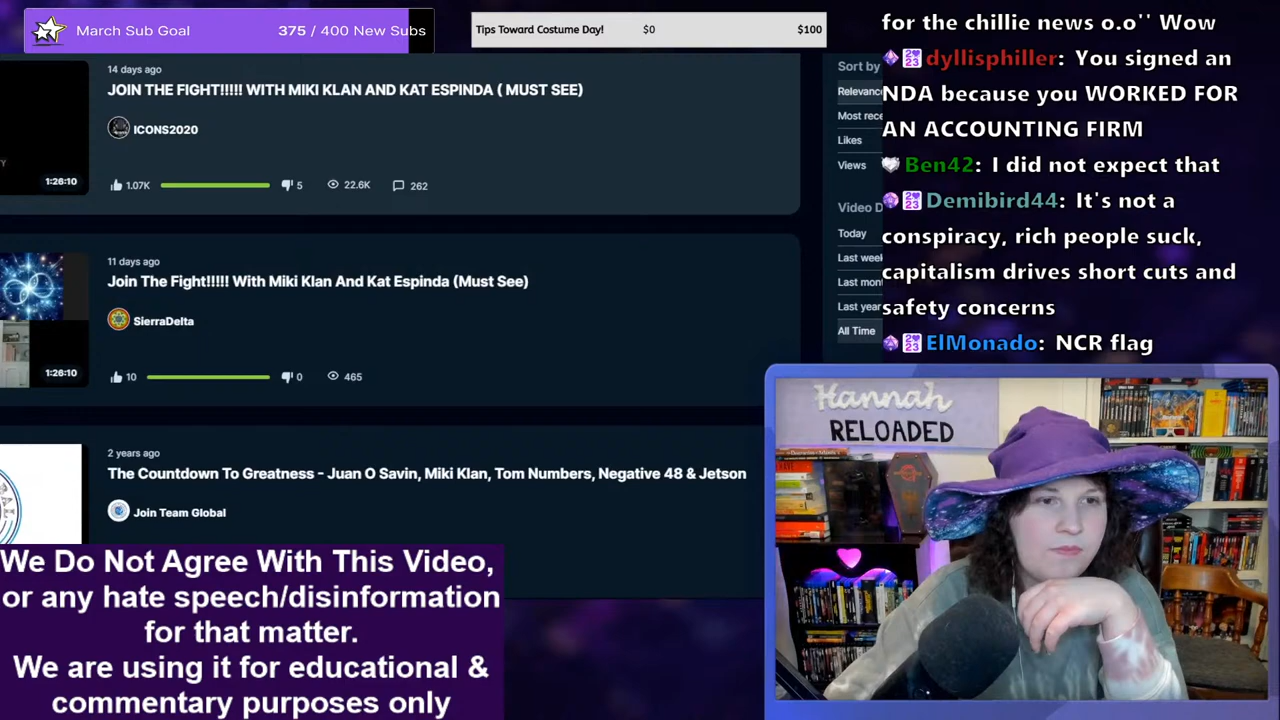 March Sub Goal
375 / 400 New Subs
Tips Toward Costume Day!
$0
$100
14 days ago
JOIN THE FIGHT!!!!! WITH MIKI KLAN AND KAT ESPINDA ( MUST SEE)
ICONS2020
Y
1:26:10
1.07K
5
22.6K
262
11 days ago
Join The Fight!!!!! With Miki Klan And Kat Espinda (Must See)
SierraDelta
1:26:10
10
0
465
2 years ago
The Countdown To Greatness - Juan O Savin, Miki Klan, Tom Numbers, Negative 48 & Jetson
Join Team Global
We Do Not Agree With This Video,
or any hate speech/disinformation
for that matter.
We are using it for educational &
commentary purposes only
Sort by
Relevanc
Most rece
Likes
Views
Video D
Today
Last week
Last mon
Last year
All Time
for the chillie news o.o'' Wow
dyllisphiller: You signed an
NDA because you WORKED FOR
AN ACCOUNTING FIRM
Ben42: I did not expect that
Demibird44: It's not a
conspiracy, rich people suck,
capitalism drives short cuts and
safety concerns
ElMonado: NCR flag
Hannah
RELOADED